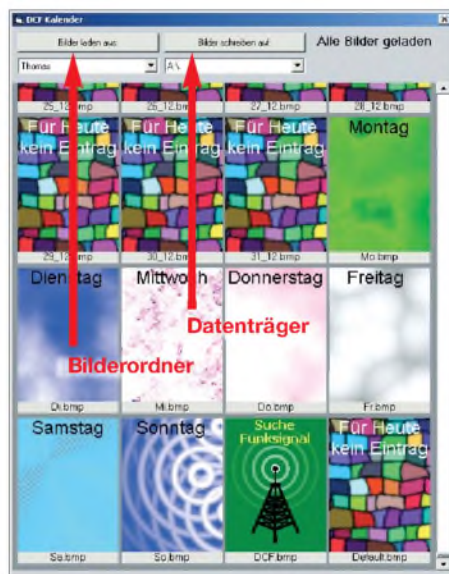 DCF Kalender
Bilder laden aus
Bilder schreiben auf
Alle Bilder geladen
Thomas
A:\
25_12.bmp
26_12.bmp
27_12.bmp
28_12.bmp
Für Heute
kein Eintrag
Für Heute
kein Eintrag
Für Heute
kein Eintrag
Montag
29_12.bmp
30_12.bmp
31_12.bmp
Mo.bmp
Dienstag
Mittwoch
Donnerstag
Freitag
Datenträger
Bilderordner
Di.bmp
Mi.bmp
Do.bmp
Fr.bmp
Samstag
Sonntag
Suche
Funksignal
Für Heute
kein Eintrag
Sa.bmp
So.bmp
DCF.bmp
Default.bmp